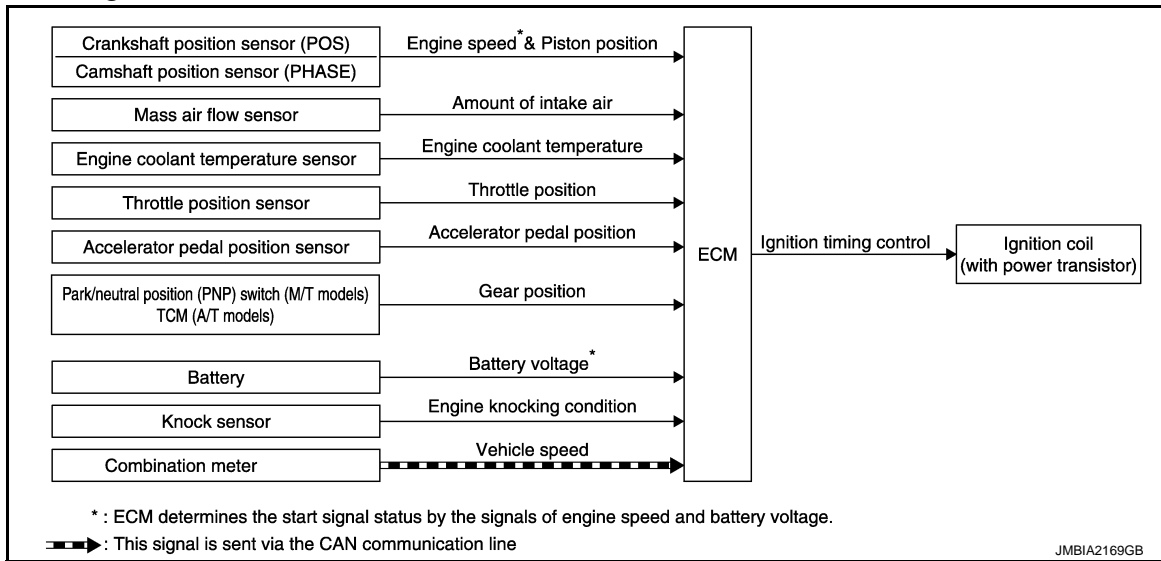 Crankshaft position sensor (POS)
Engine speed* & Piston position
Camshaft position sensor (PHASE)
Mass air flow sensor
Amount of intake air
Engine coolant temperature sensor
Engine coolant temperature
Throttle position sensor
Throttle position
Accelerator pedal position sensor
Accelerator pedal position
ECM
Ignition timing control
Ignition coil
(with power transistor)
Park/neutral position (PNP) switch (M/T models)
TCM (A/T models)
Gear position
Battery
Battery voltage*
Knock sensor
Engine knocking condition
Combination meter
Vehicle speed
* : ECM determines the start signal status by the signals of engine speed and battery voltage.
: This signal is sent via the CAN communication line
JMBIA2169GB